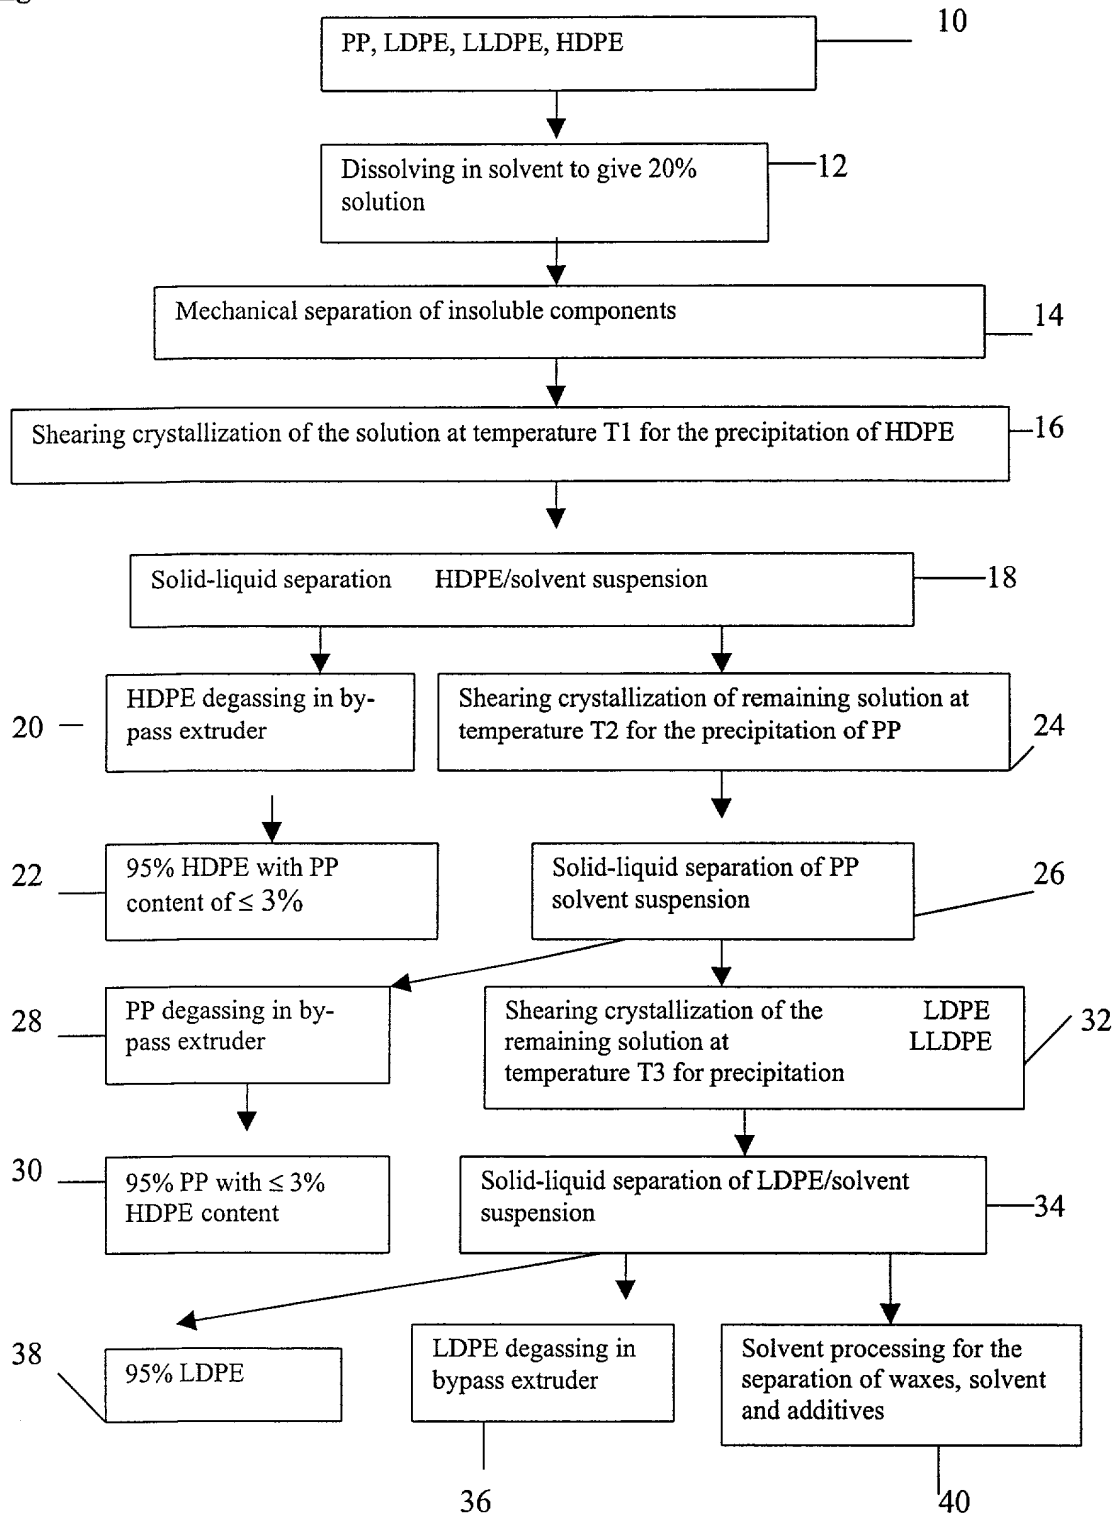 10
PP, LDPE, LLDPE, HDPE
Dissolving in solvent to give 20%
solution
12
Mechanical separation of insoluble components
14
Shearing crystallization of the solution at temperature T1 for the precipitation of HDPE
16
Solid-liquid separation HDPE/solvent suspension
18
HDPE degassing in by-
pass extruder
20
Shearing crystallization of remaining solution at
temperature T2 for the precipitation of PP
24
22
95% HDPE with PP
content of ≤ 3%
Solid-liquid separation of PP
solvent suspension
26
28
PP degassing in by-
pass extruder
Shearing crystallization of the LDPE
remaining solution at LLDPE
temperature T3 for precipitation
32
30
95% PP with ≤ 3%
HDPE content
Solid-liquid separation of LDPE/solvent
suspension
34
38
95% LDPE
LDPE degassing in
bypass extruder
Solvent processing for the
separation of waxes, solvent
and additives
36
40